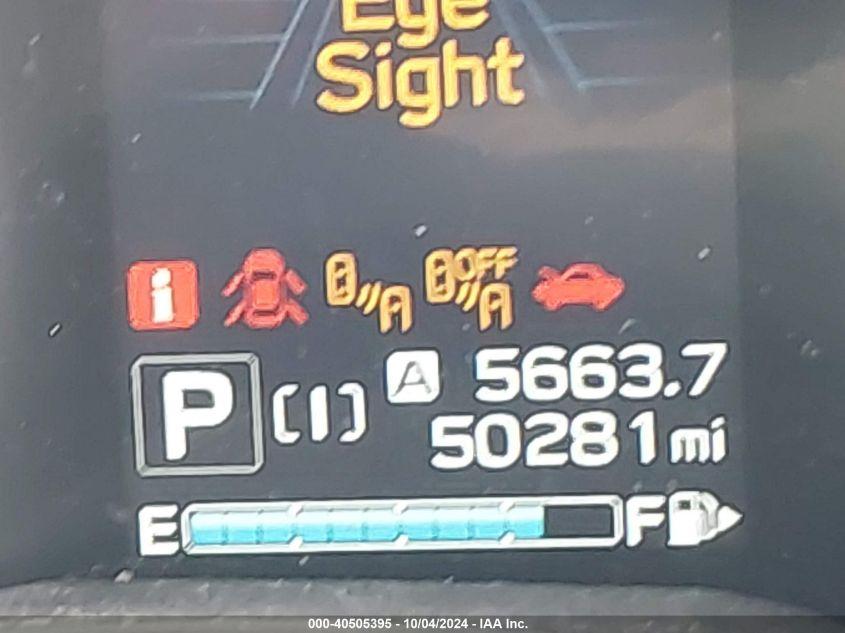 Eye
Sight
i
OFF
A A
P (I) A 5663.7
50281 mi
E F
000-40505395 - 10/04/2024 - IAA Inc.